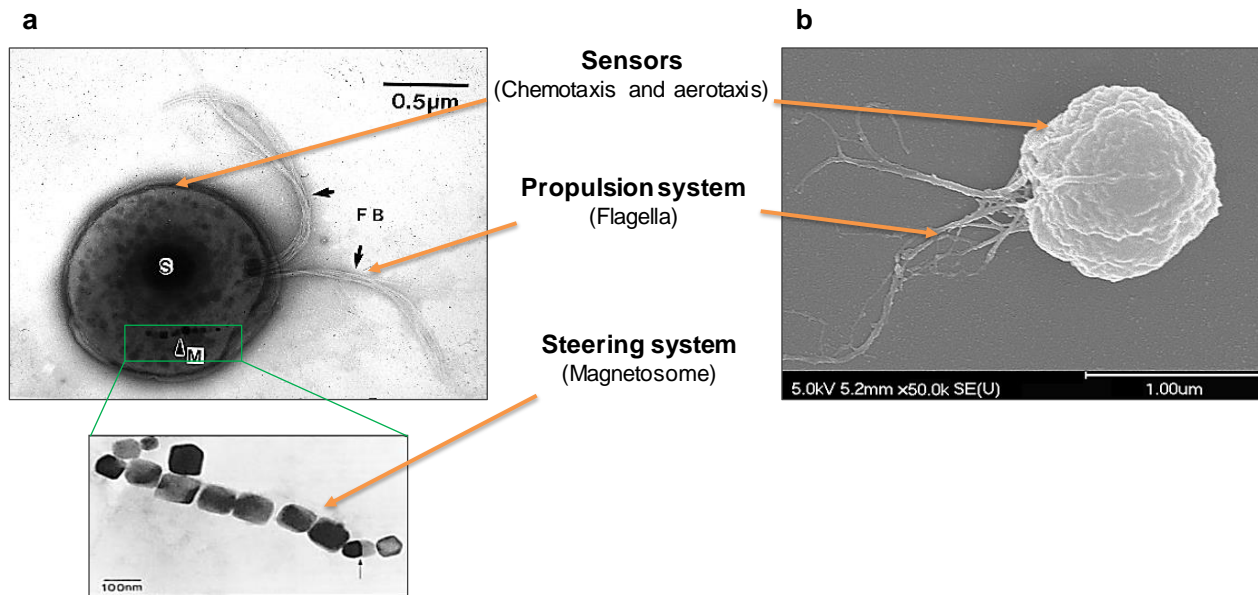 a
b
Sensors
(Chemotaxis and aerotaxis)
0.5µm
Propulsion system
(Flagella)
F B
S
M
Steering system
(Magnetosome)
5.0kV 5.2mm x50.0k SE(U)
1.00um
100nm